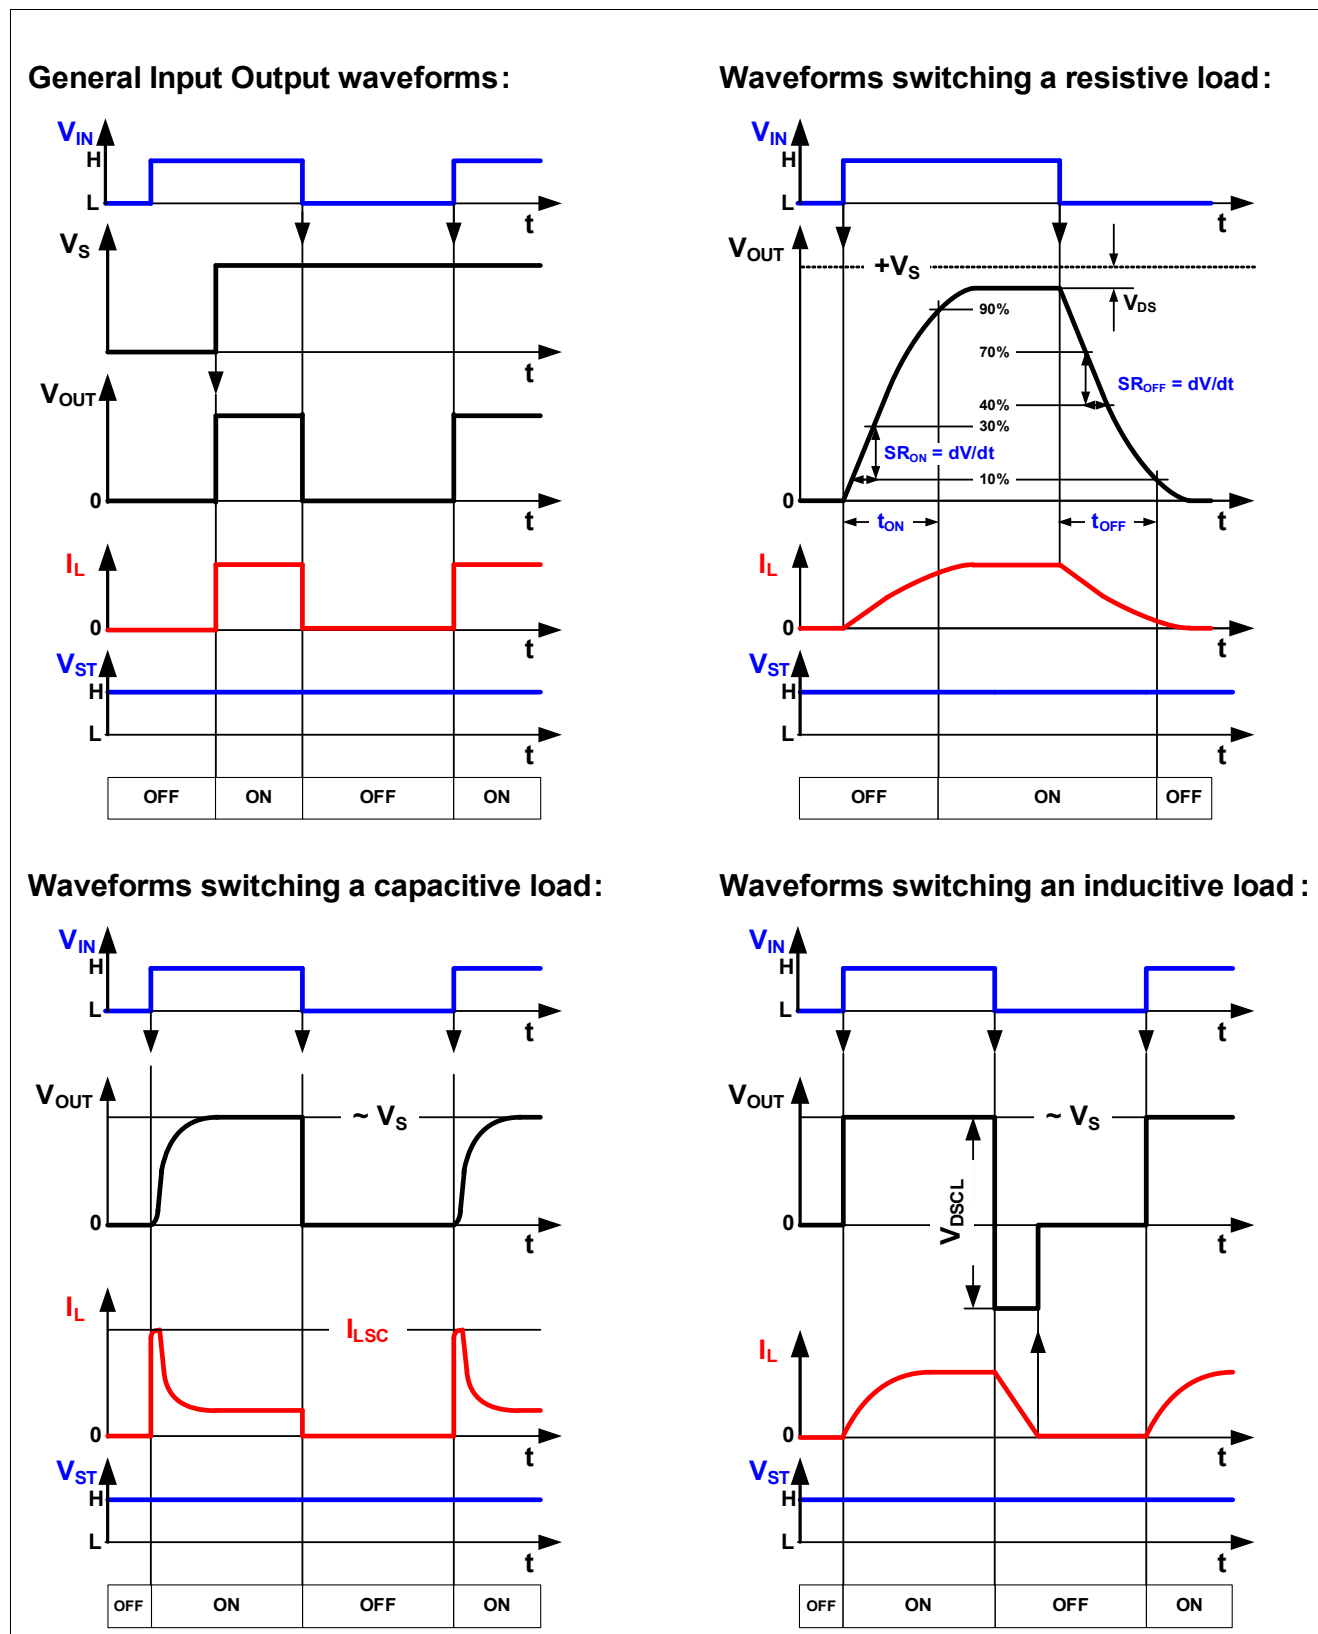 General Input Output waveforms:
VIN
H
L
t
VS
t
VOUT
0
t
IL
0
t
VST
H
L
t
OFF ON OFF ON
Waveforms switching a resistive load:
VIN
H
L
t
VOUT
+VS
VDS
90%
70%
SROFF = dV/dt
40%
30%
SRON = dV/dt
10%
0
t
tON
tOFF
IL
0
t
VST
H
L
t
OFF ON OFF
Waveforms switching a capacitive load:
VIN
H
L
t
VOUT
~ VS
0
t
IL
ILSC
0
t
VST
H
L
t
OFF ON OFF ON
Waveforms switching an inducitive load:
VIN
H
L
t
VOUT
~ VS
VDSCL
0
t
IL
0
t
VST
H
L
t
OFF ON OFF ON